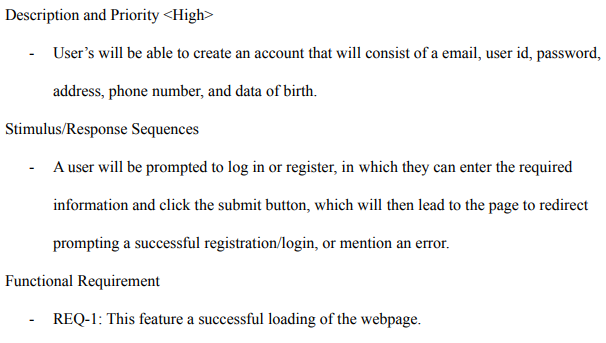 Description and Priority <High>
- User’s will be able to create an account that will consist of a email, user id, password,
address, phone number, and data of birth.
Stimulus/Response Sequences
- A user will be prompted to log in or register, in which they can enter the required
information and click the submit button, which will then lead to the page to redirect
prompting a successful registration/login, or mention an error.
Functional Requirement
- REQ-1: This feature a successful loading of the webpage.